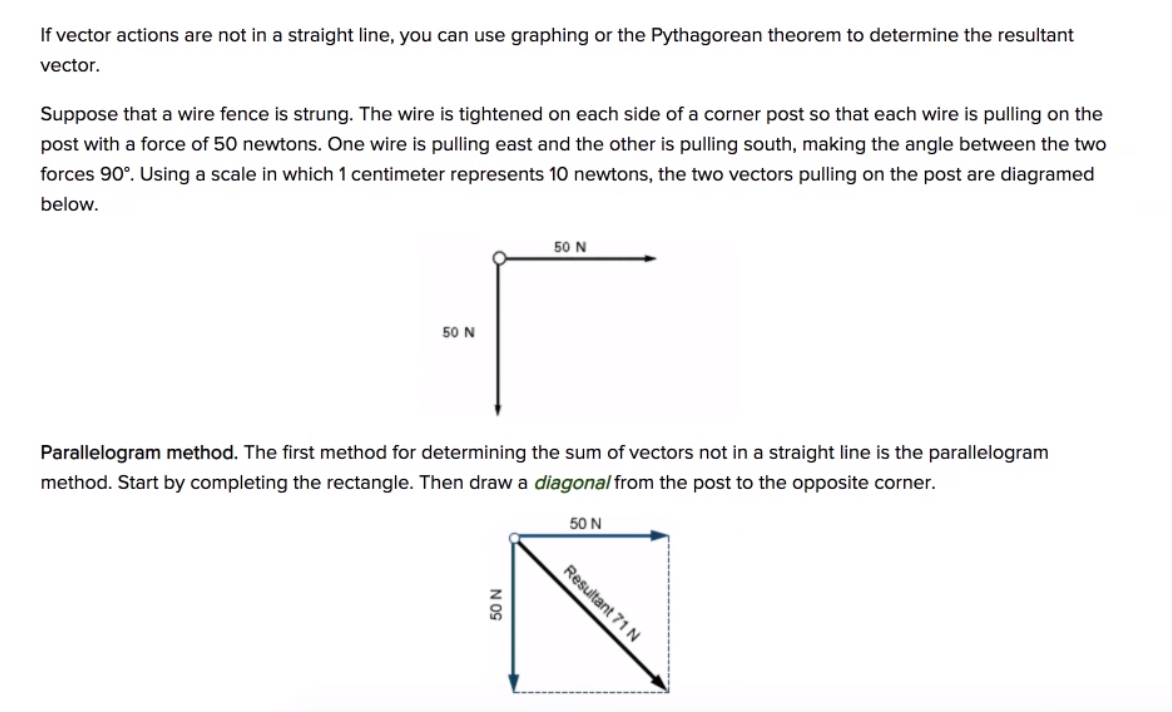 If vector actions are not in a straight line, you can use graphing or the Pythagorean theorem to determine the resultant
vector.
Suppose that a wire fence is strung. The wire is tightened on each side of a corner post so that each wire is pulling on the
post with a force of 50 newtons. One wire is pulling east and the other is pulling south, making the angle between the two
forces 90°. Using a scale in which 1 centimeter represents 10 newtons, the two vectors pulling on the post are diagramed
below.
50 N
50 N
Parallelogram method. The first method for determining the sum of vectors not in a straight line is the parallelogram
method. Start by completing the rectangle. Then draw a diagonal from the post to the opposite corner.
50 N
50 N
Resultant 71 N